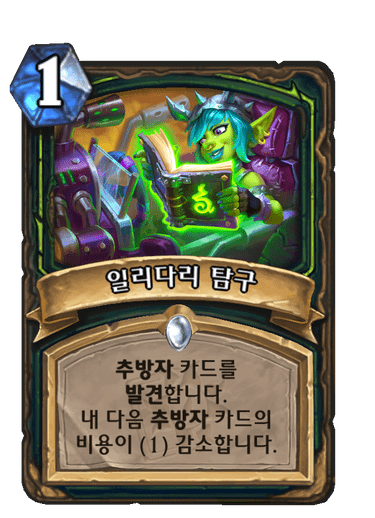 1
일리다리 탐구
추방자 카드를
발견합니다.
내 다음 추방자 카드의
비용이 (1) 감소합니다.